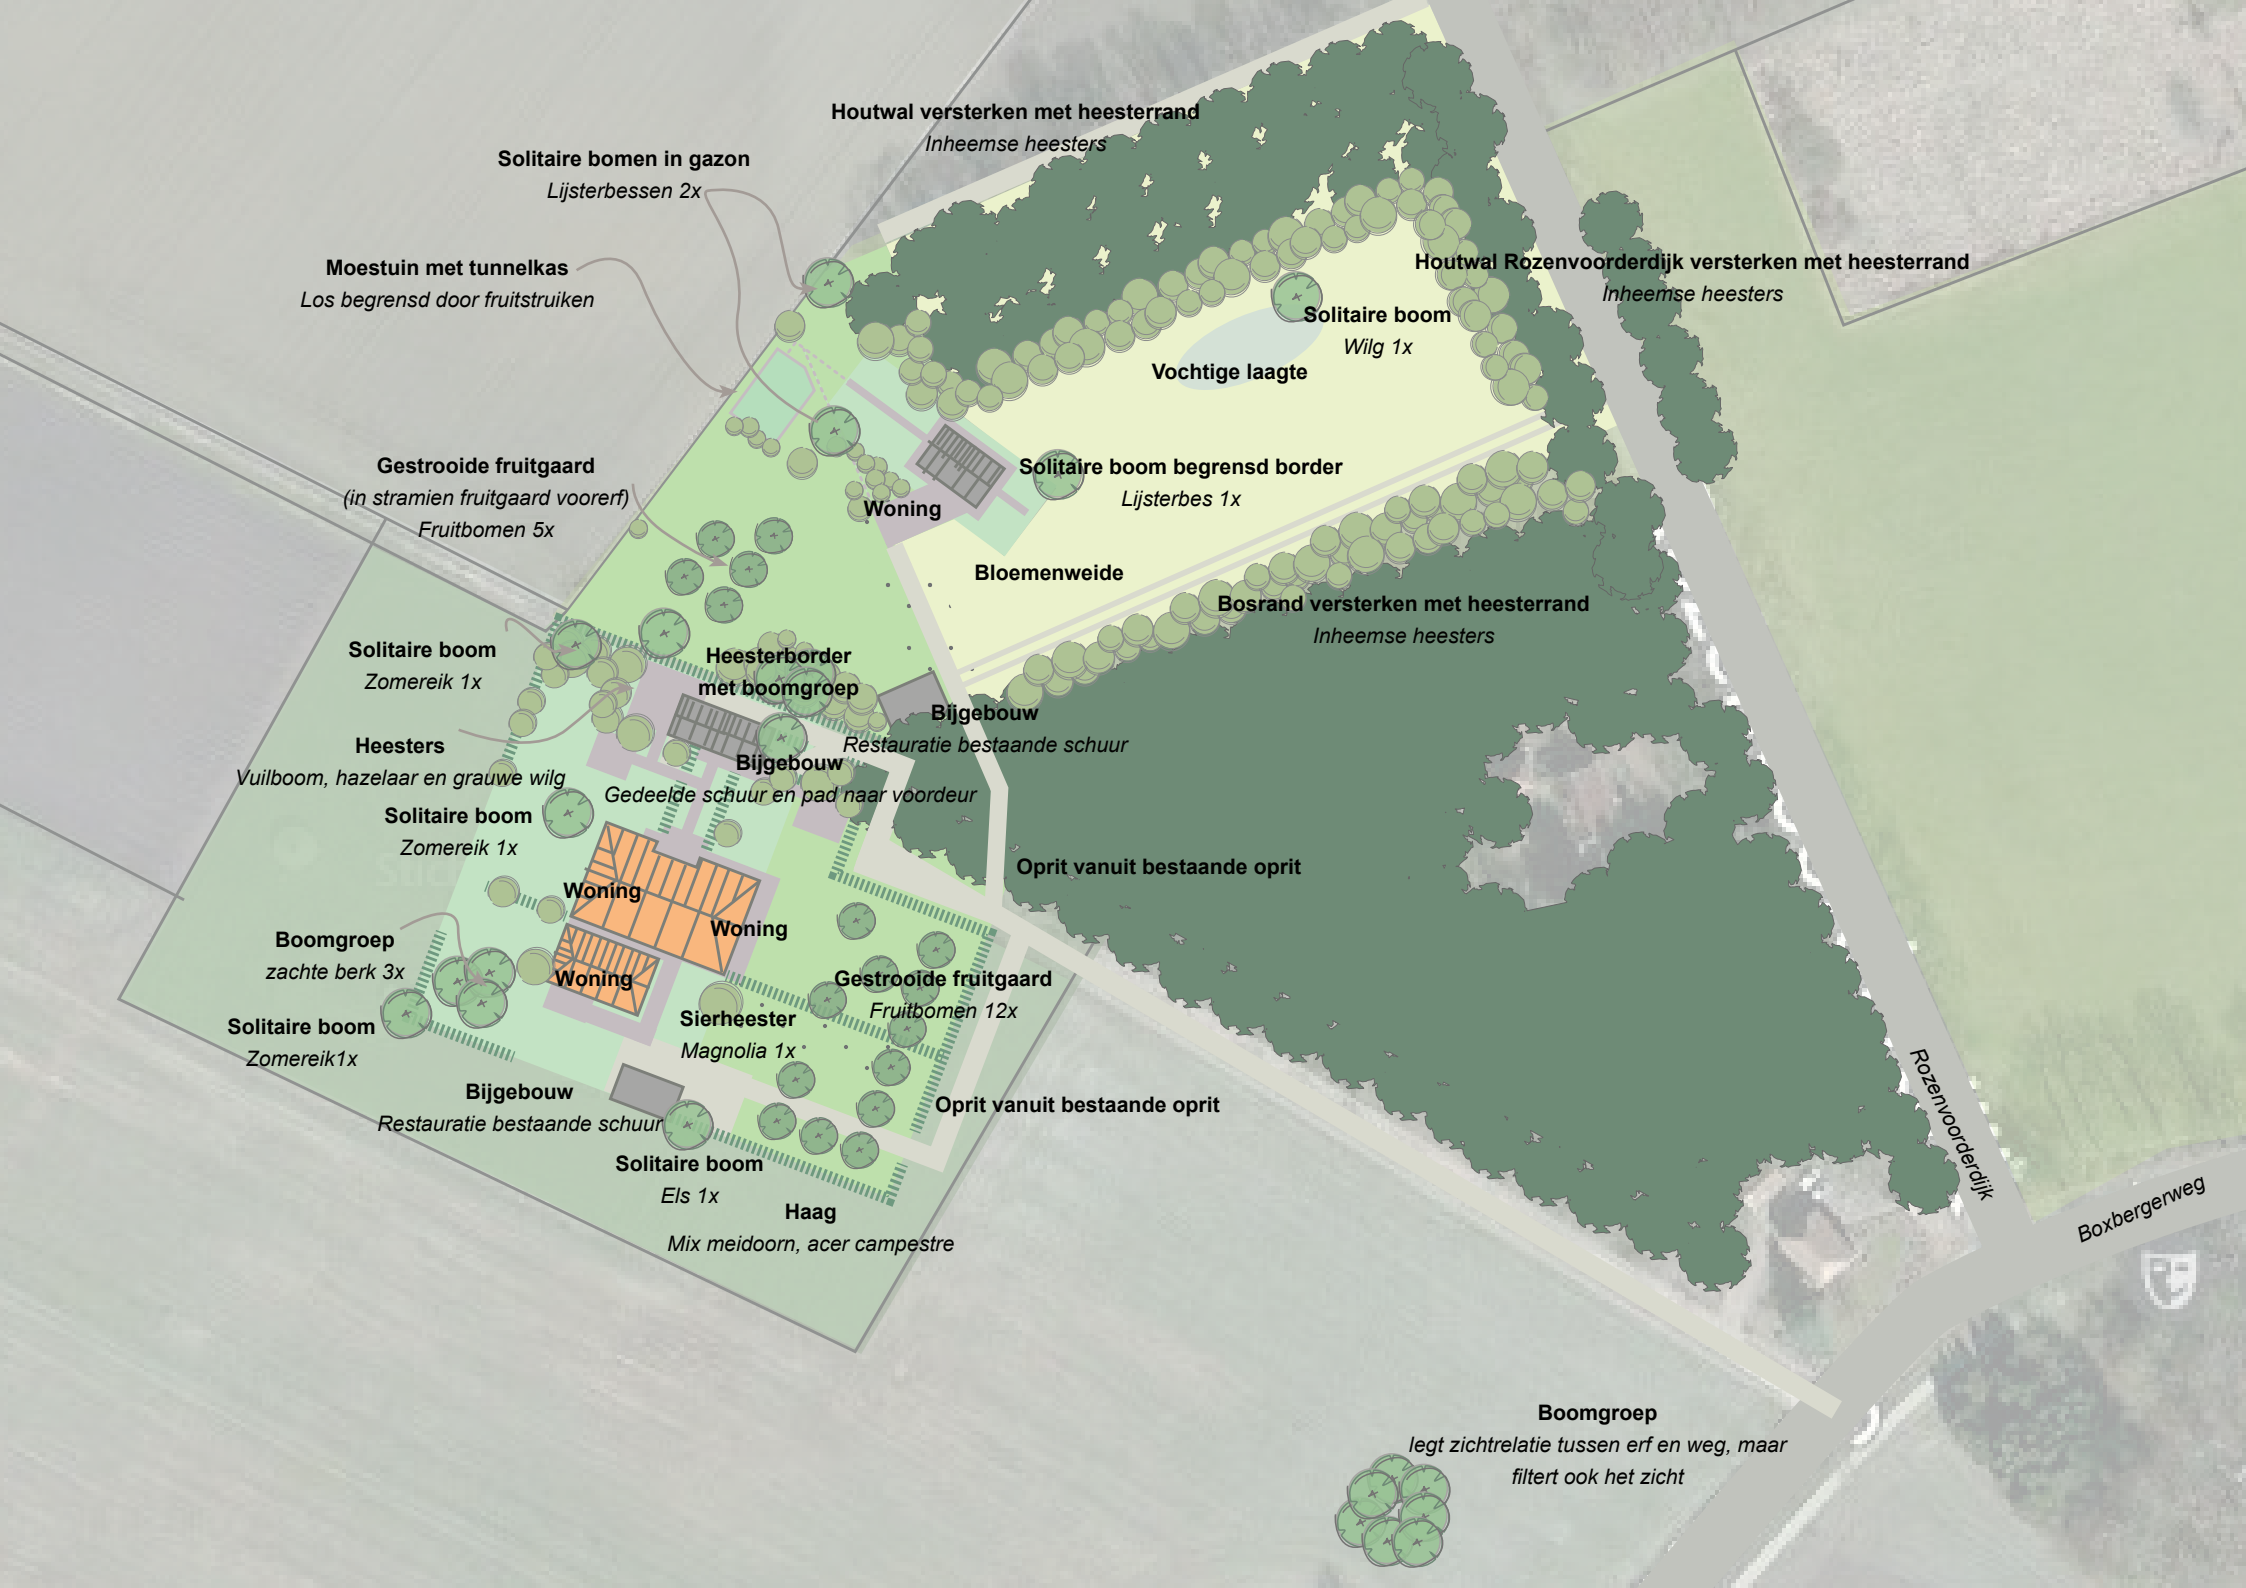 Houtwal versterken met heesterrand
Inheemse heesters
Solitaire bomen in gazon
Lijsterbessen 2x
Moestuin met tunnelkas
Los begrensd door fruitstruiken
Houtwal Rozenvoorderdijk versterken met heesterrand
Inheemse heesters
Solitaire boom
Wilg 1x
Vochtige laagte
Gestrooide fruitgaard
(in stramien fruitgaard voorerf)
Fruitbomen 5x
Solitaire boom begrensd border
Lijsterbes 1x
Woning
Bloemenweide
Bosrand versterken met heesterrand
Inheemse heesters
Solitaire boom
Zomereik 1x
Heesterborder
met boomgroep
Bijgebouw
Restauratie bestaande schuur
Heesters
Vuilboom, hazelaar en grauwe wilg
Bijgebouw
Gedeelde schuur en pad naar voordeur
Solitaire boom
Zomereik 1x
Oprit vanuit bestaande oprit
Woning
Woning
Boomgroep
zachte berk 3x
Woning
Gestrooide fruitgaard
Fruitbomen 12x
Solitaire boom
Zomereik1x
Sierheester
Magnolia 1x
Bijgebouw
Restauratie bestaande schuur
Oprit vanuit bestaande oprit
Solitaire boom
Els 1x
Haag
Mix meidoorn, acer campestre
Rozenvoorderdijk
Boxbergerweg
Boomgroep
legt zichtrelatie tussen erf en weg, maar
filtert ook het zicht